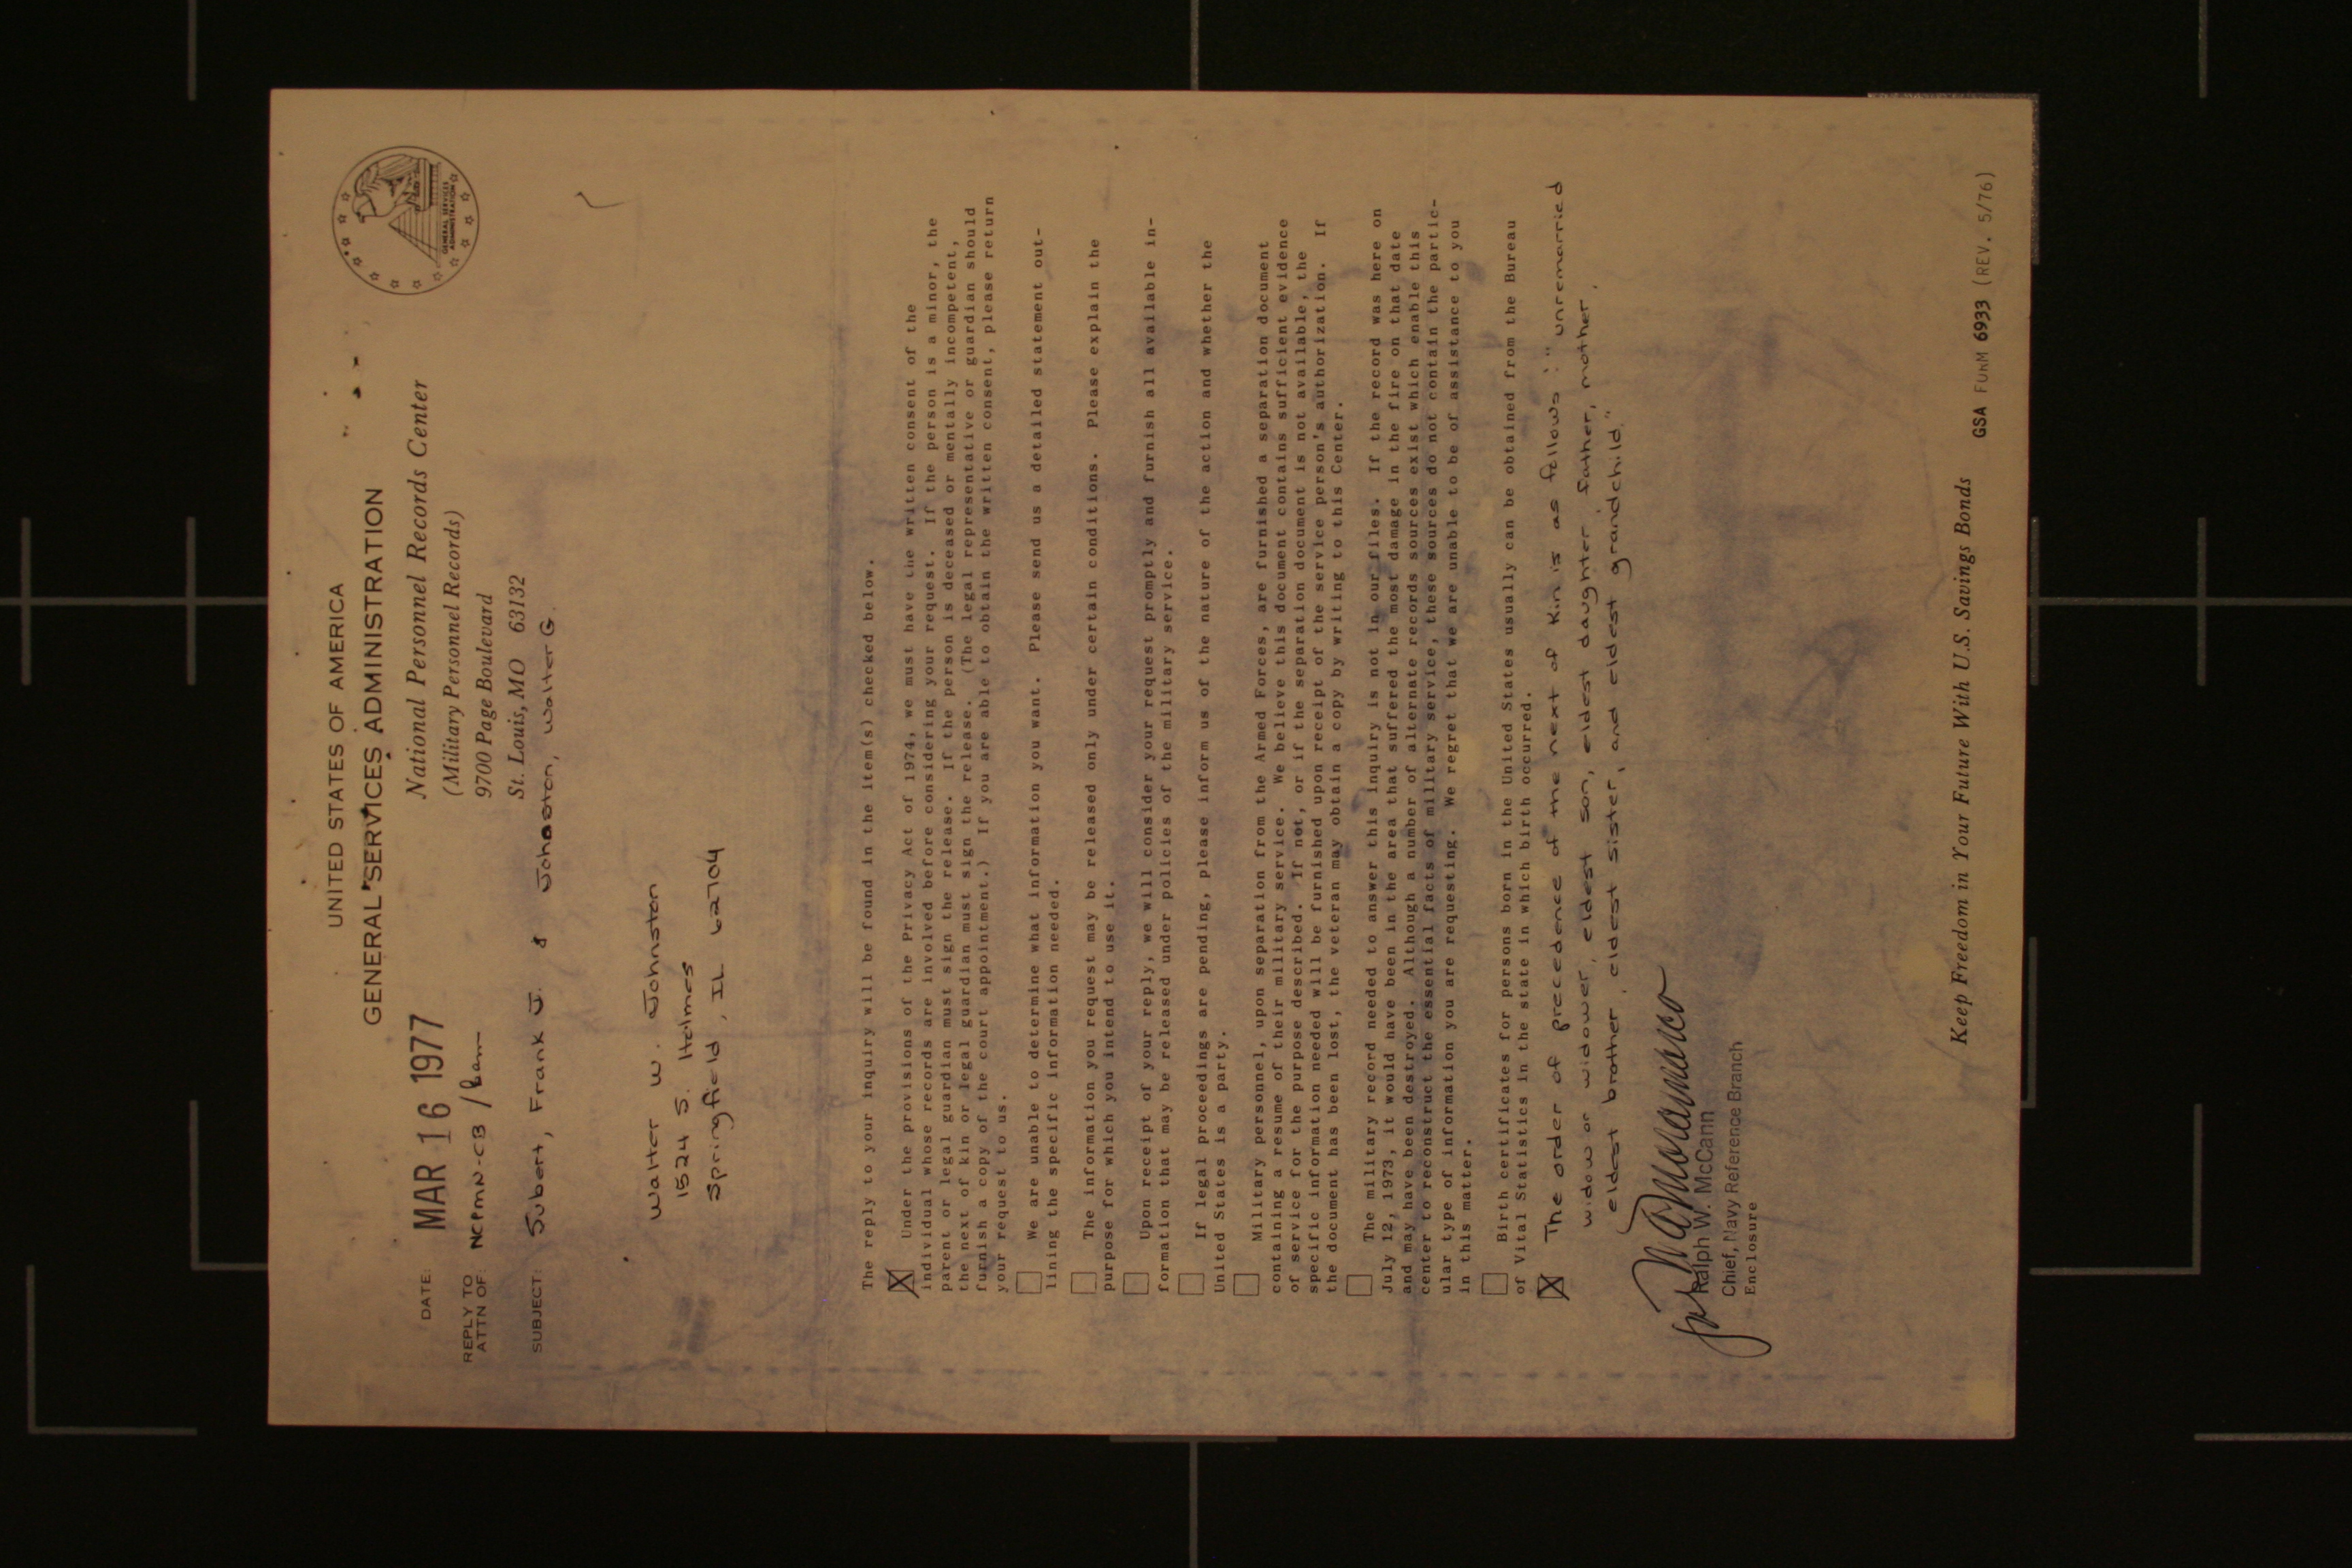 UNITED STATES OF AMERICA
GENERAL SERVICES ADMINISTRATION
National Personnel Records Center
(Military Personnel Records)
9700 Page Boulevard
St. Louis, MO 63132
GENERAL SERVICES
ADMINISTRATION
DATE: MAR 16 1977
REPLY TO
ATTN OF: NCPMN-CB /
SUBJECT: Subert, Frank J. & Johnston, Walter G.
Walter W. Johnston
1524 S. Holmes
Springfield, IL 62704
The reply to your inquiry will be found in the item(s) checked below.
Under the provisions of the Privacy Act of 1974, we must have the written consent of the
individual whose records are involved before considering your request. If the person is a minor, the
parent or legal guardian must sign the release. If the person is deceased or mentally incompetent,
the next of kin or legal guardian must sign the release. (The legal representative or guardian should
furnish a copy of the court appointment.) If you are able to obtain the written consent, please return
your request to us.
We are unable to determine what information you want. Please send us a detailed statement out-
lining the specific information needed.
The information you request may be released only under certain conditions. Please explain the
purpose for which you intend to use it.
Upon receipt of your reply, we will consider your request promptly and furnish all available in-
formation that may be released under policies of the military service.
If legal proceedings are pending, please inform us of the nature of the action and whether the
United States is a party.
Military personnel, upon separation from the Armed Forces, are furnished a separation document
containing a resume of their military service. We believe this document contains sufficient evidence
of service for the purpose described. If not, or if the separation document is not available, the
specific information needed will be furnished upon receipt of the service person's authorization. If
the document has been lost, the veteran may obtain a copy by writing to this Center.
The military record needed to answer this inquiry is not in our files. If the record was here on
July 12, 1973, it would have been in the area that suffered the most damage in the fire on that date
and may have been destroyed. Although a number of alternate records sources exist which enable this
center to reconstruct the essential facts of military service, these sources do not contain the partic-
ular type of information you are requesting. We regret that we are unable to be of assistance to you
in this matter.
Birth certificates for persons born in the United States usually can be obtained from the Bureau
of Vital Statistics in the state in which birth occurred.
The order of precedence of the next of kin is as follows: "unremarried
widow or widower, eldest son, eldest daughter, father, mother,
eldest brother, eldest sister, and eldest grandchild."
Ralph W. McCann
Chief, Navy Reference Branch
Enclosure
Keep Freedom in Your Future With U.S. Savings Bonds
GSA FORM 6933 (REV. 5/76)